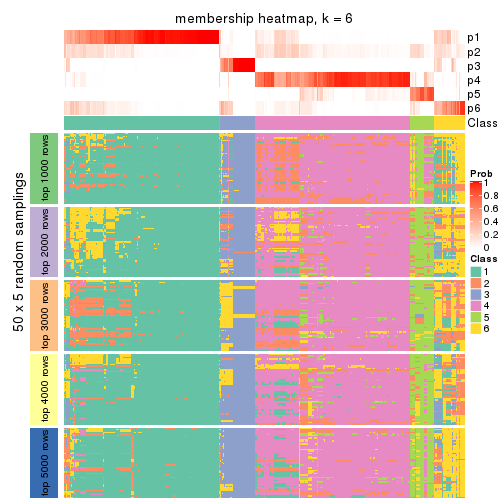 membership heatmap, k = 6
p1
p2
p3
p4
p5
p6
Class
50 x 5 random samplings
top 1000 rows
top 2000 rows
top 3000 rows
top 4000 rows
top 5000 rows
Prob
1
0.8
0.6
0.4
0.2
0
Class
1
2
3
4
5
6